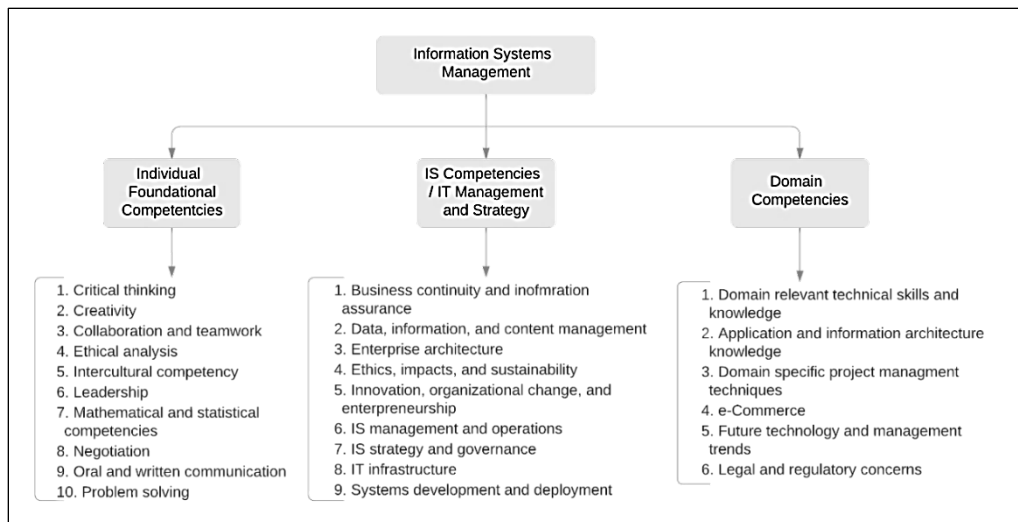 Information Systems
Management
Individual
Foundational
Competentcies
IS Competencies
/ IT Management
and Strategy
Domain
Competencies
1. Critical thinking
2. Creativity
3. Collaboration and teamwork
4. Ethical analysis
5. Intercultural competency
6. Leadership
7. Mathematical and statistical
competencies
8. Negotiation
9. Oral and written communication
10. Problem solving
1. Business continuity and inofmration
assurance
2. Data, information, and content management
3. Enterprise architecture
4. Ethics, impacts, and sustainability
5. Innovation, organizational change, and
enterpreneurship
6. IS management and operations
7. IS strategy and governance
8. IT infrastructure
9. Systems development and deployment
1. Domain relevant technical skills and
knowledge
2. Application and information architecture
knowledge
3. Domain specific project managment
techniques
4. e-Commerce
5. Future technology and management
trends
6. Legal and regulatory concerns